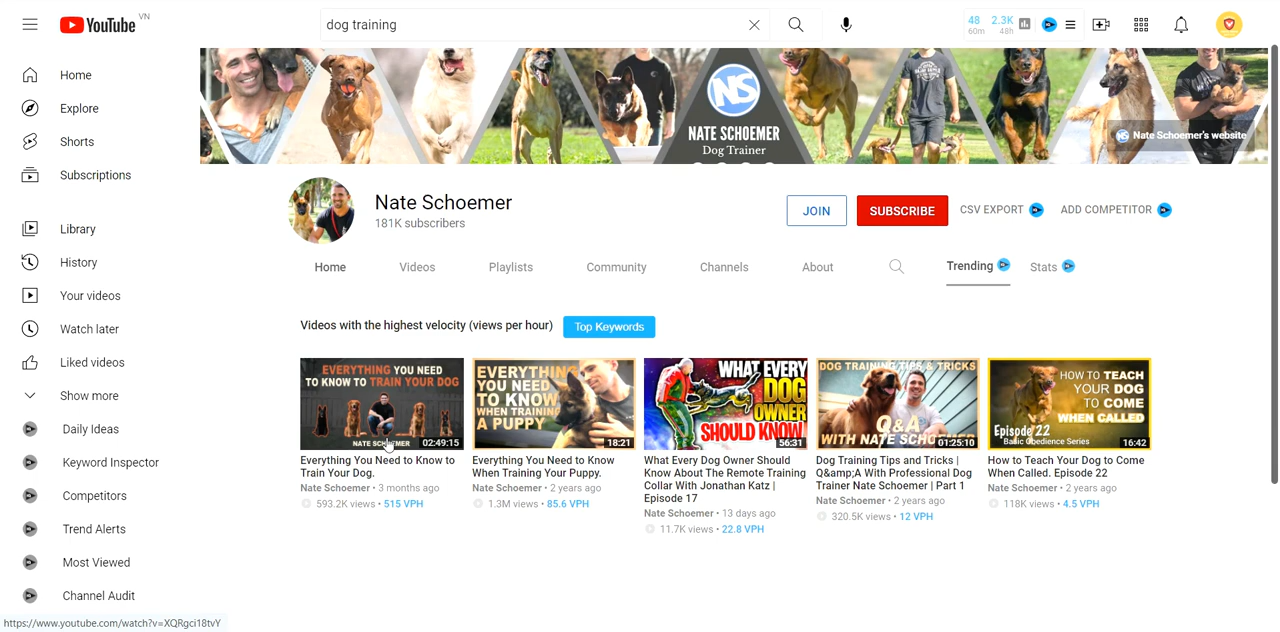 YouTube VN
dog training
48 2.3K
60m 48h
Home
Explore
Shorts
Subscriptions
Library
History
Your videos
Watch later
Liked videos
Show more
Daily Ideas
Keyword Inspector
Competitors
Trend Alerts
Most Viewed
Channel Audit
NS
NATE SCHOEMER
Dog Trainer
Nate Schoemer's website
Nate Schoemer
181K subscribers
JOIN
SUBSCRIBE
CSV EXPORT
ADD COMPETITOR
Home
Videos
Playlists
Community
Channels
About
Trending
Stats
Videos with the highest velocity (views per hour)
Top Keywords
EVERYTHING YOU NEED
TO KNOW TO TRAIN YOUR DOG
02:49:15
Everything You Need to Know to
Train Your Dog.
Nate Schoemer • 3 months ago
593.2K views • 515 VPH
EVERYTHING
YOU NEED
TO KNOW
WHEN TRAINING
A PUPPY
18:21
Everything You Need to Know
When Training Your Puppy.
Nate Schoemer • 2 years ago
1.3M views • 85.6 VPH
WHAT EVERY
DOG
OWNER
SHOULD KNOW
56:31
What Every Dog Owner Should
Know About The Remote Training
Collar With Jonathan Katz |
Episode 17
Nate Schoemer • 13 days ago
11.7K views • 22.8 VPH
DOG TRAINING TIPS & TRICKS
Q&A
WITH NATE SCHOEMER
01:25:10
Dog Training Tips and Tricks |
Q&amp;A With Professional Dog
Trainer Nate Schoemer | Part 1
Nate Schoemer • 2 years ago
320.5K views • 12 VPH
HOW TO TEACH
YOUR DOG
TO COME
WHEN CALLED
Episode 22
Basic Obedience Series
16:42
How to Teach Your Dog to Come
When Called. Episode 22
Nate Schoemer • 2 years ago
118K views • 4.5 VPH
https://www.youtube.com/watch?v=XQRgci18tvY